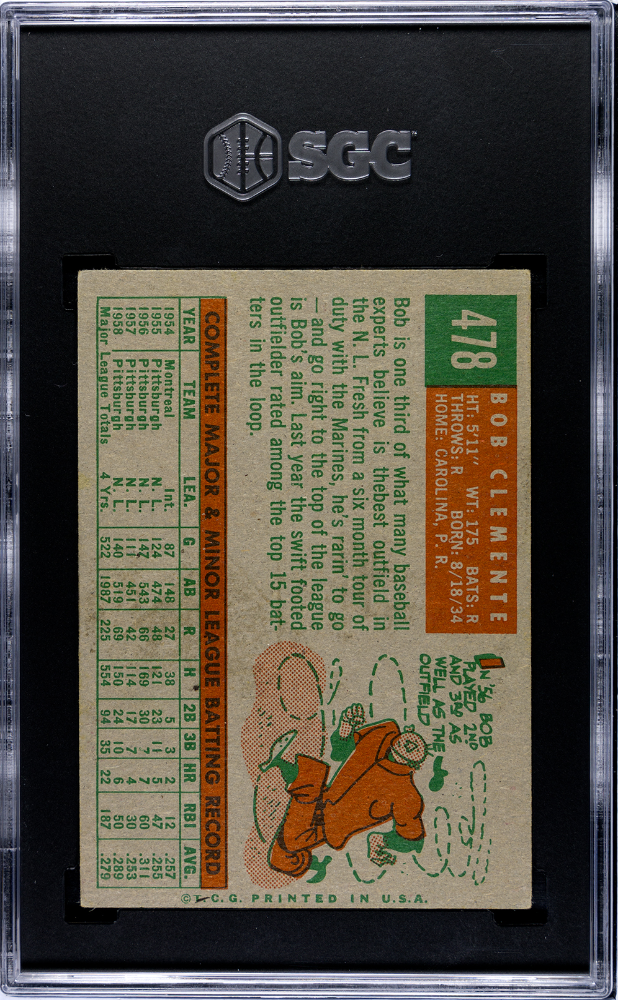 SGC
478
BOB CLEMENTE
HT: 5'11" WT: 175 BATS: R
THROWS: R BORN: 8/18/34
HOME: CAROLINA, P. R.
Bob is one third of what many baseball
experts believe is thebest outfield in
the N. L. Fresh from a six month tour of
duty with the Marines, he's rarin' to go
—and go right to the top of the league
is Bob's aim. Last year the swift footed
outfielder rated among the top 15 bat-
ters in the loop.
IN '56 BOB
PLAYED 2ND
AND 3RD AS
WELL AS THE
OUTFIELD
COMPLETE MAJOR & MINOR LEAGUE BATTING RECORD
YEAR TEAM LEA. G AB R H 2B 3B HR RBI AVG.
1954 Montreal Int. 87 148 27 38 5 3 2 12 .257
1955 Pittsburgh N. L. 124 474 48 121 23 11 5 47 .255
1956 Pittsburgh N. L. 147 543 66 169 30 7 7 60 .311
1957 Pittsburgh N. L. 111 451 42 114 17 7 4 30 .253
1958 Pittsburgh N. L. 140 519 69 150 24 10 6 50 .289
Major League Totals 4 Yrs. 522 1987 225 554 94 35 22 187 .279
© T.C.G. PRINTED IN U.S.A.